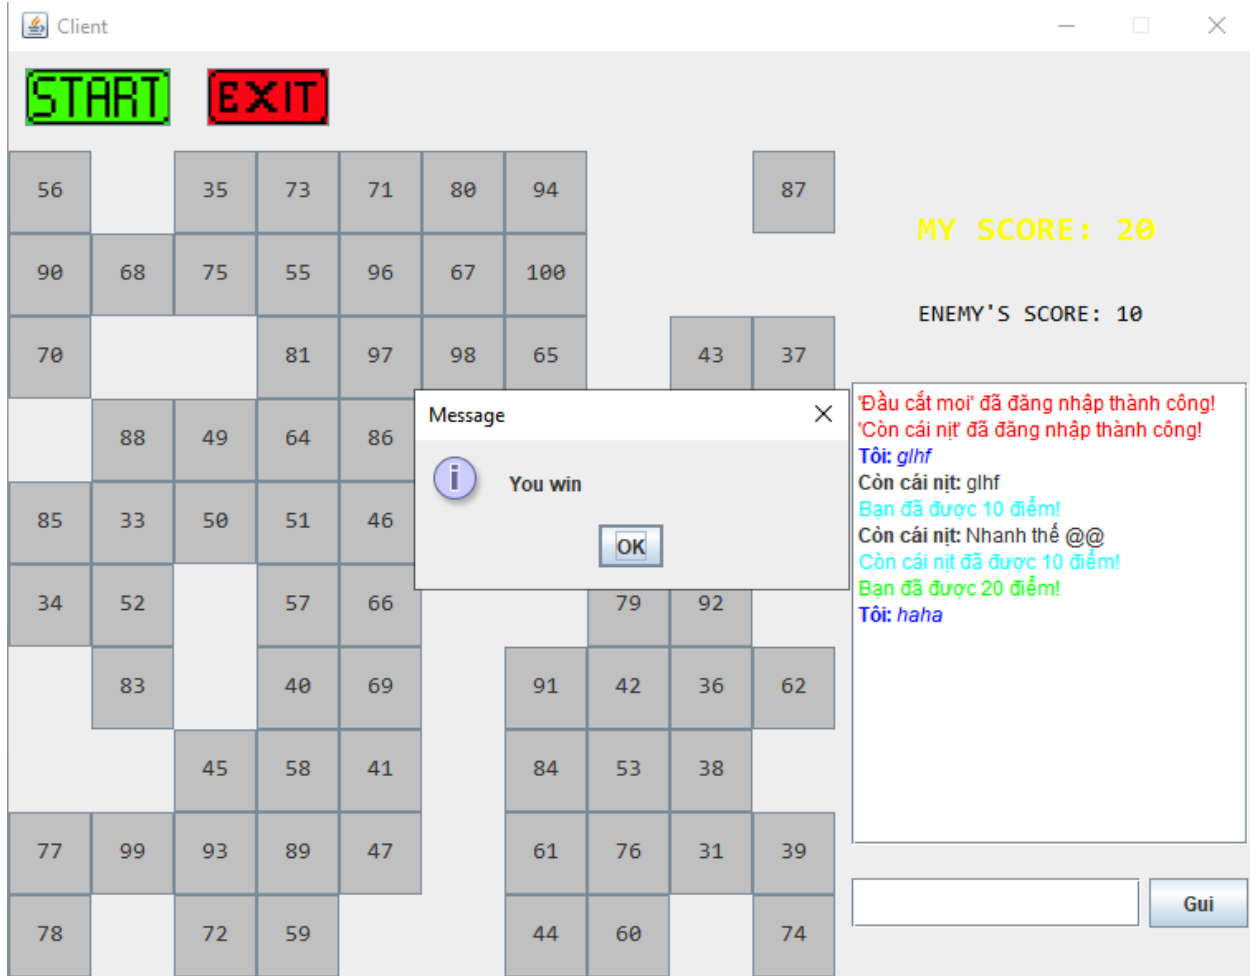 Client
START EXIT
56 35 73 71 80 94 87
MY SCORE: 20
90 68 75 55 96 67 100
ENEMY'S SCORE: 10
70 81 97 98 65 43 37
Message
You win
OK
88 49 64 86
85 33 50 51 46
34 52 57 66 79 92
83 40 69 91 42 36 62
45 58 41 84 53 38
77 99 93 89 47 61 76 31 39
78 72 59 44 60 74
'Đầu cắt moi' đã đăng nhập thành công!
'Còn cái nịt' đã đăng nhập thành công!
Tôi: glhf
Còn cái nịt: glhf
Bạn đã được 10 điểm!
Còn cái nịt: Nhanh thế @@
Còn cái nịt đã được 10 điểm!
Bạn đã được 20 điểm!
Tôi: haha
Gui